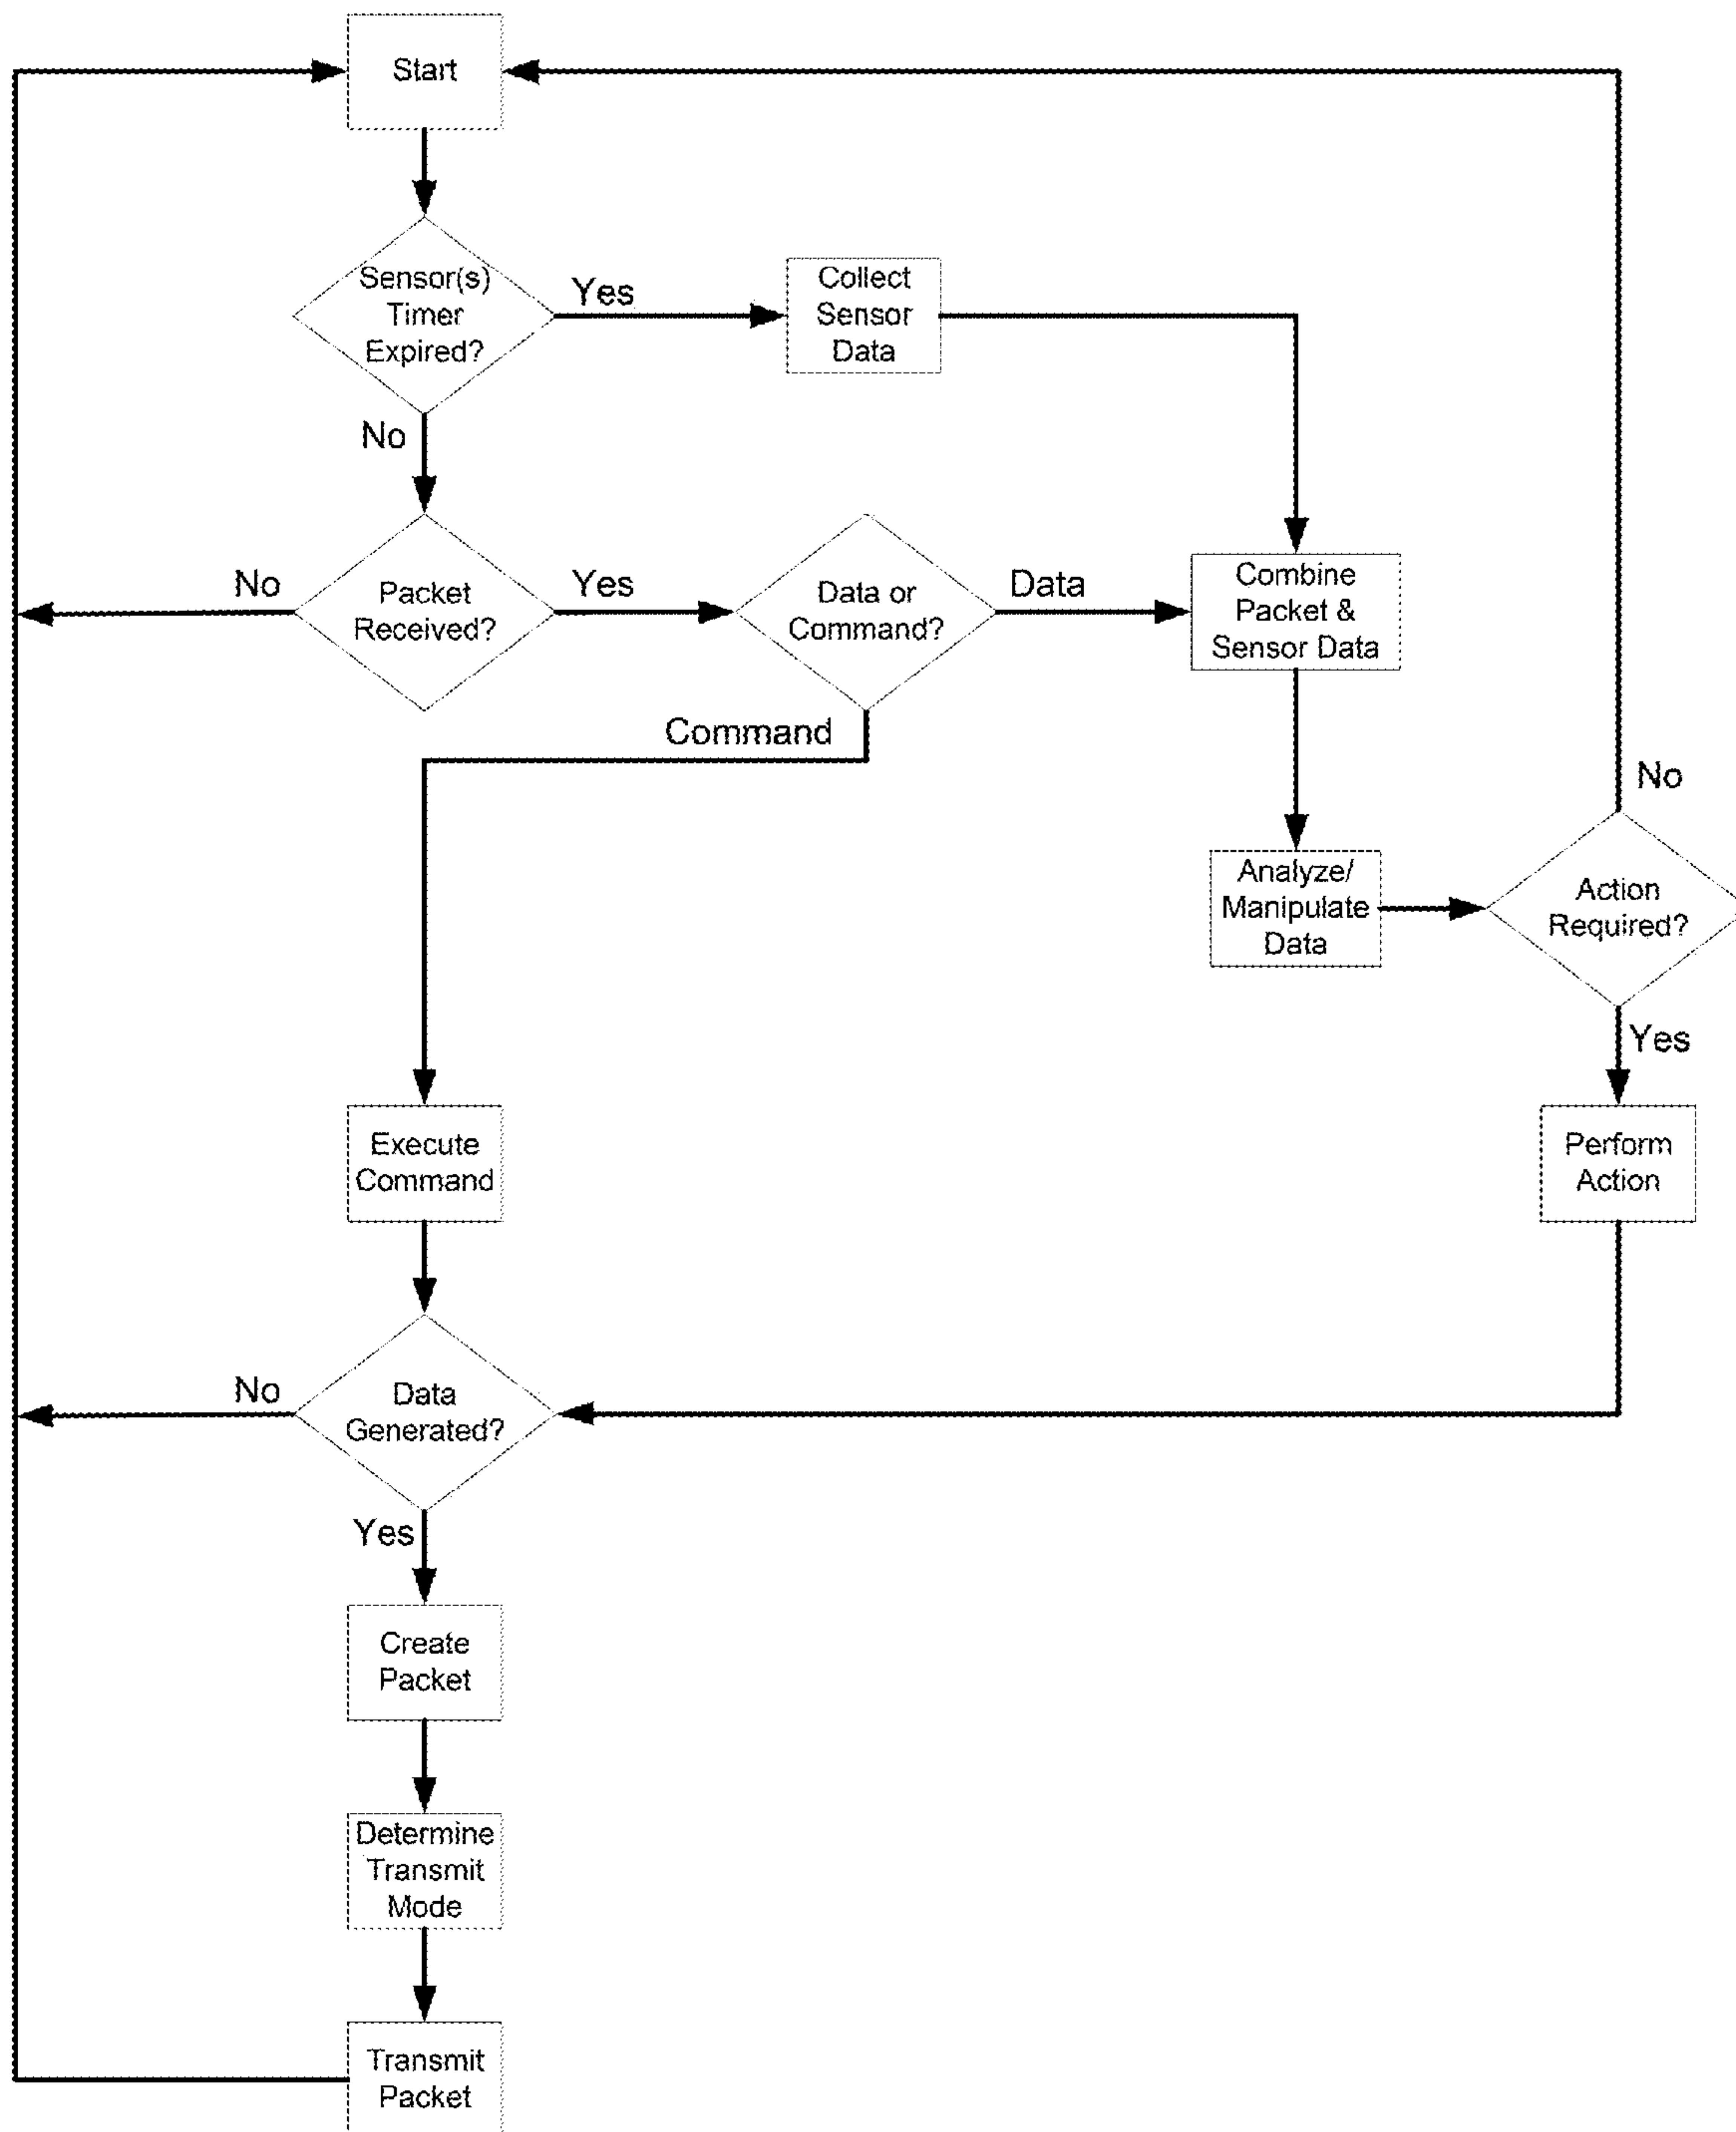 Start
Sensor(s)
Timer
Expired?
Yes
Collect
Sensor
Data
No
No
Packet
Received?
Yes
Data or
Command?
Data
Combine
Packet &
Sensor Data
Command
No
Analyze/
Manipulate
Data
Action
Required?
Yes
Execute
Command
Perform
Action
No
Data
Generated?
Yes
Create
Packet
Determine
Transmit
Mode
Transmit
Packet